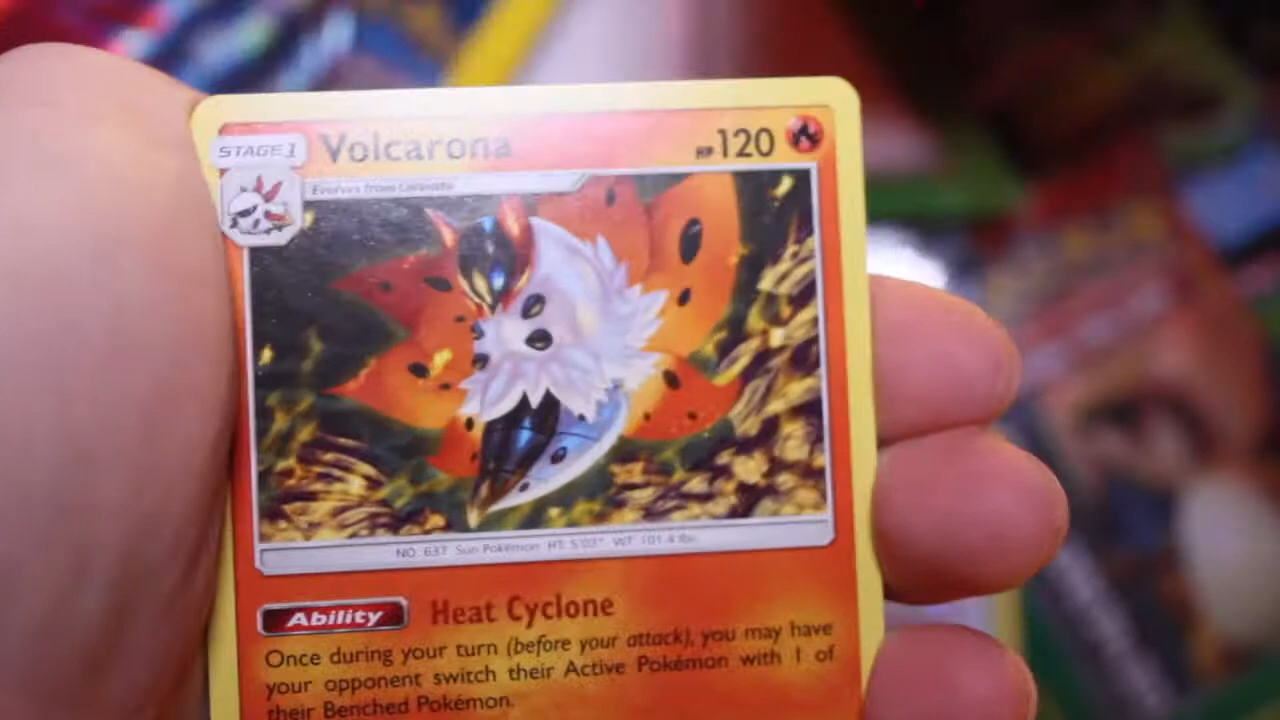 STAGE 1
Volcarona
HP 120
Evolves from Larvesta
NO. 637 Sun Pokémon HT: 5'03" WT: 101.4 lbs.
Ability
Heat Cyclone
Once during your turn (before your attack), you may have
your opponent switch their Active Pokémon with 1 of
their Benched Pokémon.